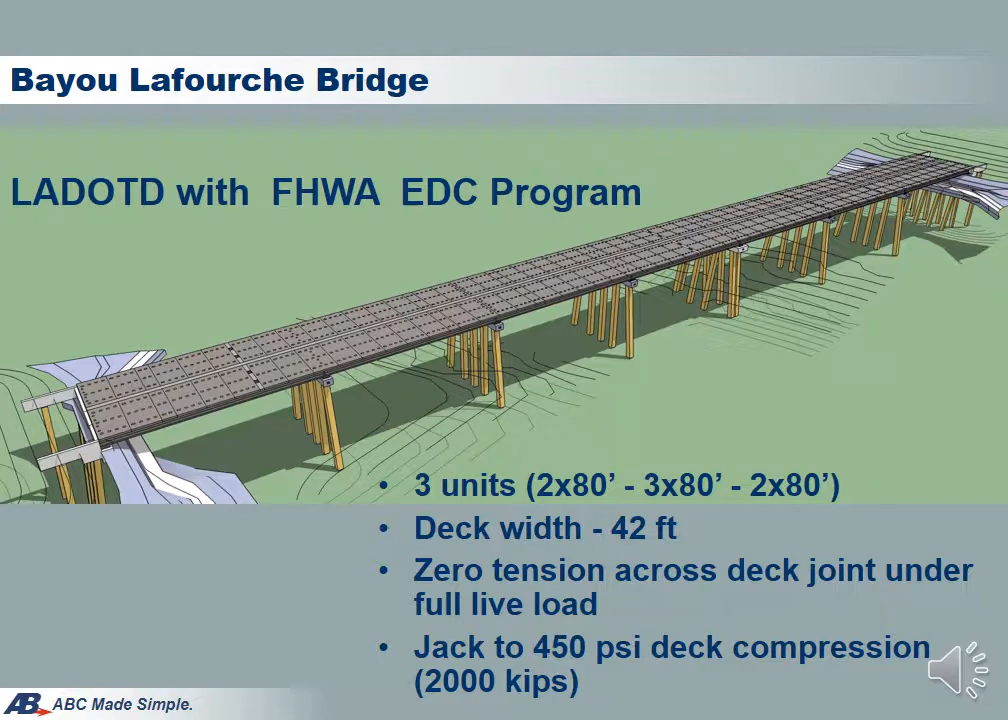 Bayou Lafourche Bridge
LADOTD with FHWA EDC Program
• 3 units (2x80’ - 3x80’ - 2x80’)
• Deck width - 42 ft
• Zero tension across deck joint under
full live load
• Jack to 450 psi deck compression
(2000 kips)
AB ABC Made Simple.